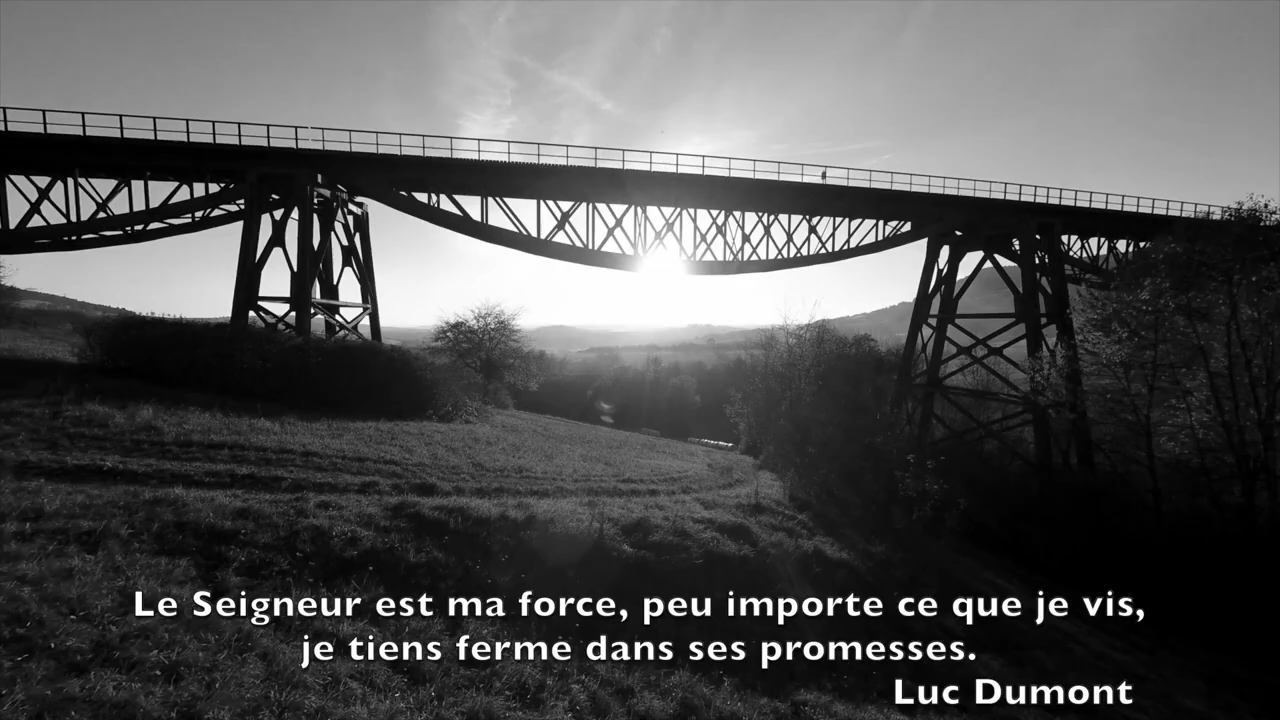 Le Seigneur est ma force, peu importe ce que je vis,
je tiens ferme dans ses promesses.
Luc Dumont